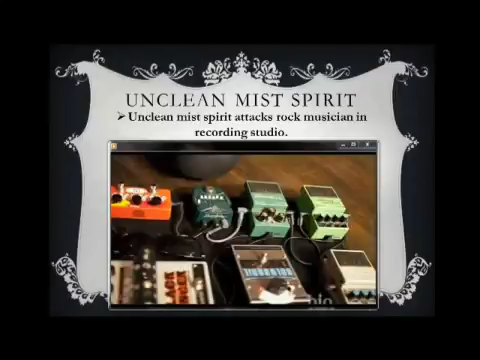 UNCLEAN MIST SPIRIT
➢ Unclean mist spirit attacks rock musician in
recording studio.